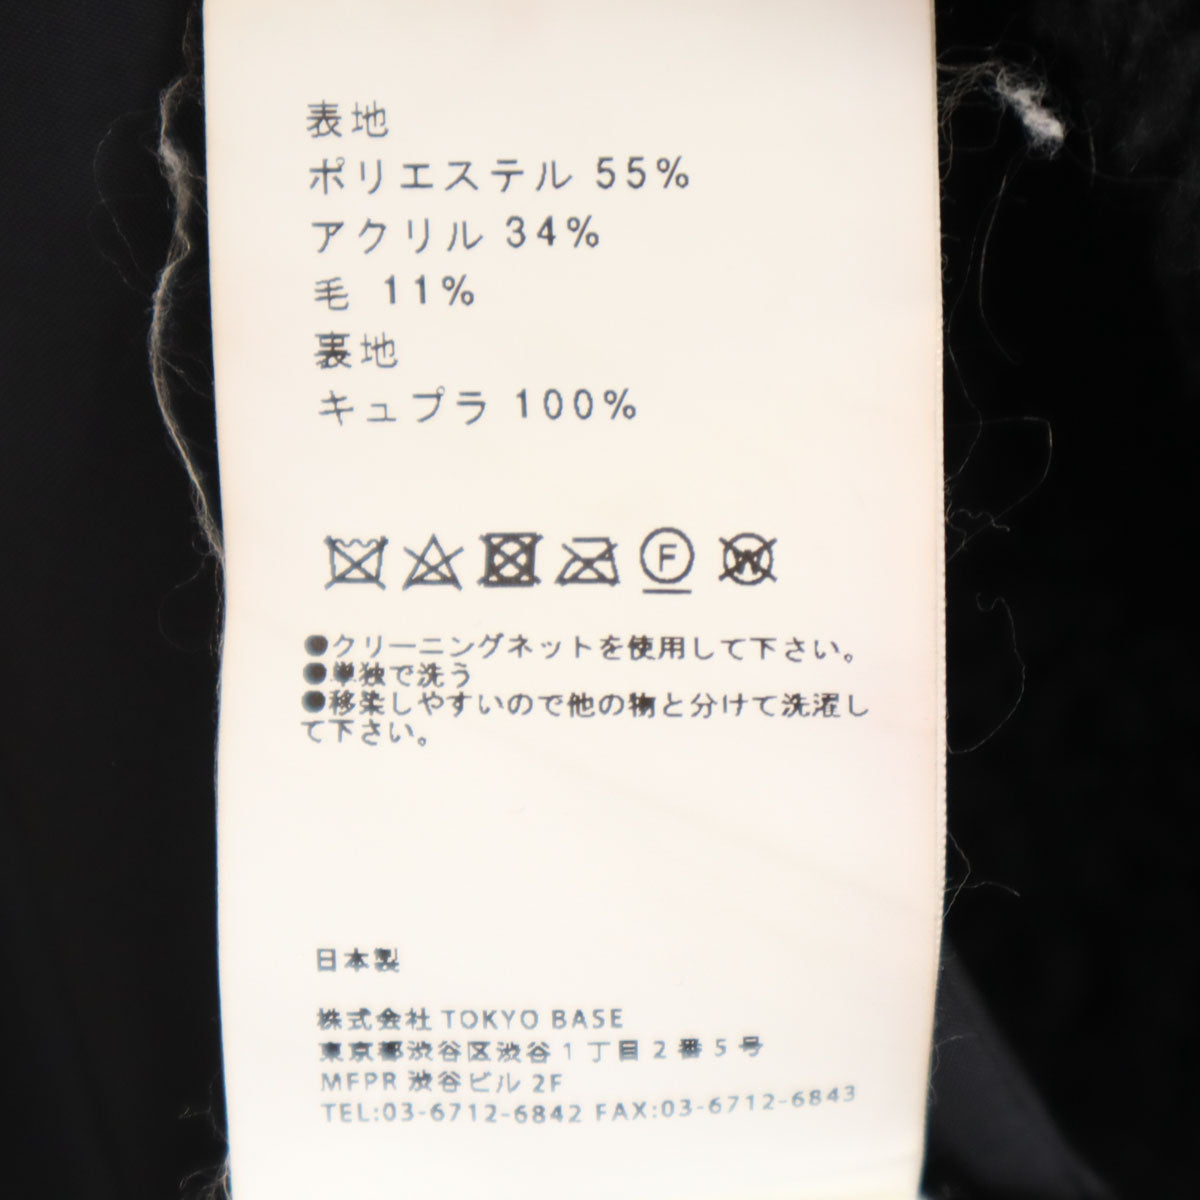 表地
ポリエステル 55%
アクリル 34%
毛 11%
裏地
キュプラ 100%
F W
●クリーニングネットを使用して下さい。
●単独で洗う
●移染しやすいので他の物と分けて洗濯し
て下さい。
日本製
株式会社 TOKYO BASE
東京都渋谷区渋谷1丁目2番5号
MFPR 渋谷ビル 2F
TEL:03-6712-6842 FAX:03-6712-6843